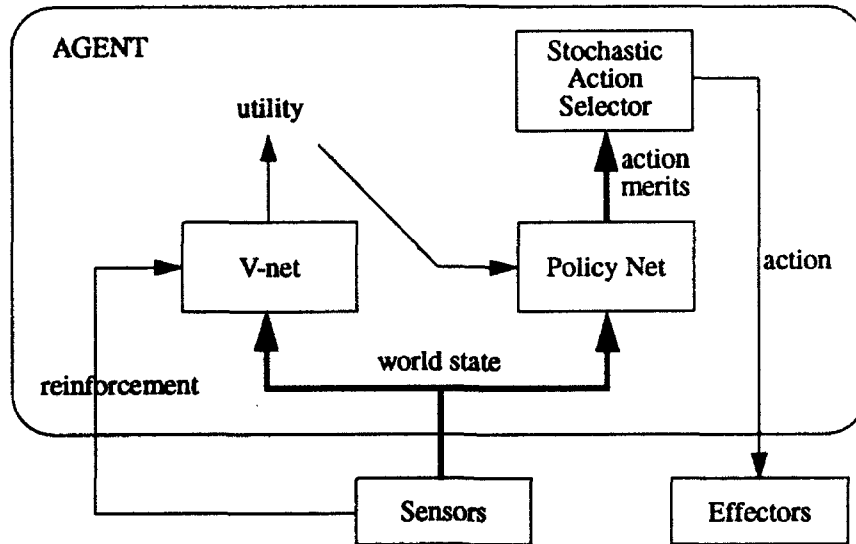 AGENT
Stochastic
Action
Selector
utility
action
merits
V-net
Policy Net
action
world state
reinforcement
Sensors
Effectors